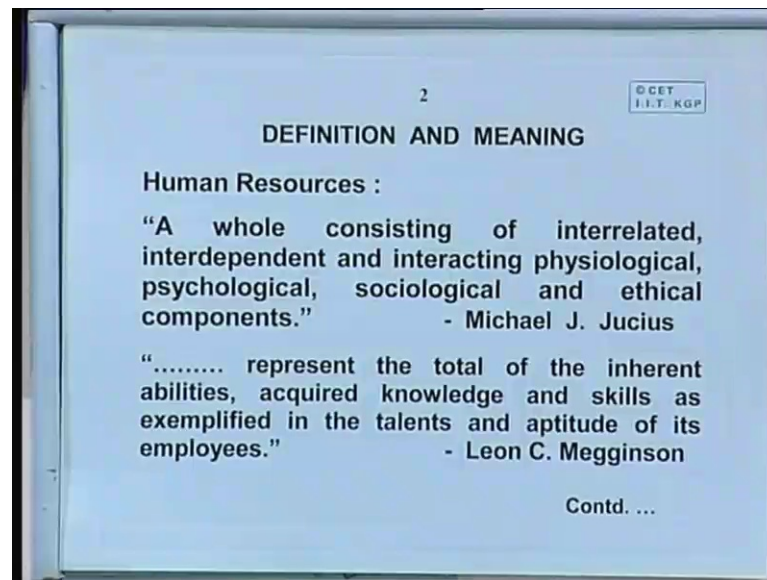 2
© CET
I.I.T. KGP
DEFINITION AND MEANING
Human Resources :
“A whole consisting of interrelated,
interdependent and interacting physiological,
psychological, sociological and ethical
components.” - Michael J. Jucius
“......... represent the total of the inherent
abilities, acquired knowledge and skills as
exemplified in the talents and aptitude of its
employees.” - Leon C. Megginson
Contd. ...